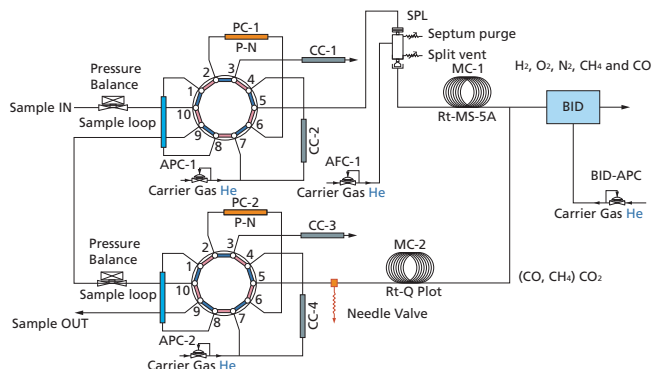 SPL
PC-1
P-N
CC-1
Septum purge
Split vent
MC-1
H₂, O₂, N₂, CH₄ and CO
Pressure
Balance
2
3
1
4
Sample IN
10
5
Rt-MS-5A
BID
Sample loop
9
6
8
7
CC-2
APC-1
AFC-1
Carrier Gas He
Carrier Gas He
BID-APC
Carrier Gas He
PC-2
P-N
CC-3
Pressure
Balance
2
3
1
4
MC-2
10
5
(CO, CH₄) CO₂
Sample loop
Rt-Q Plot
9
6
Sample OUT
8
7
CC-4
Needle Valve
APC-2
Carrier Gas He